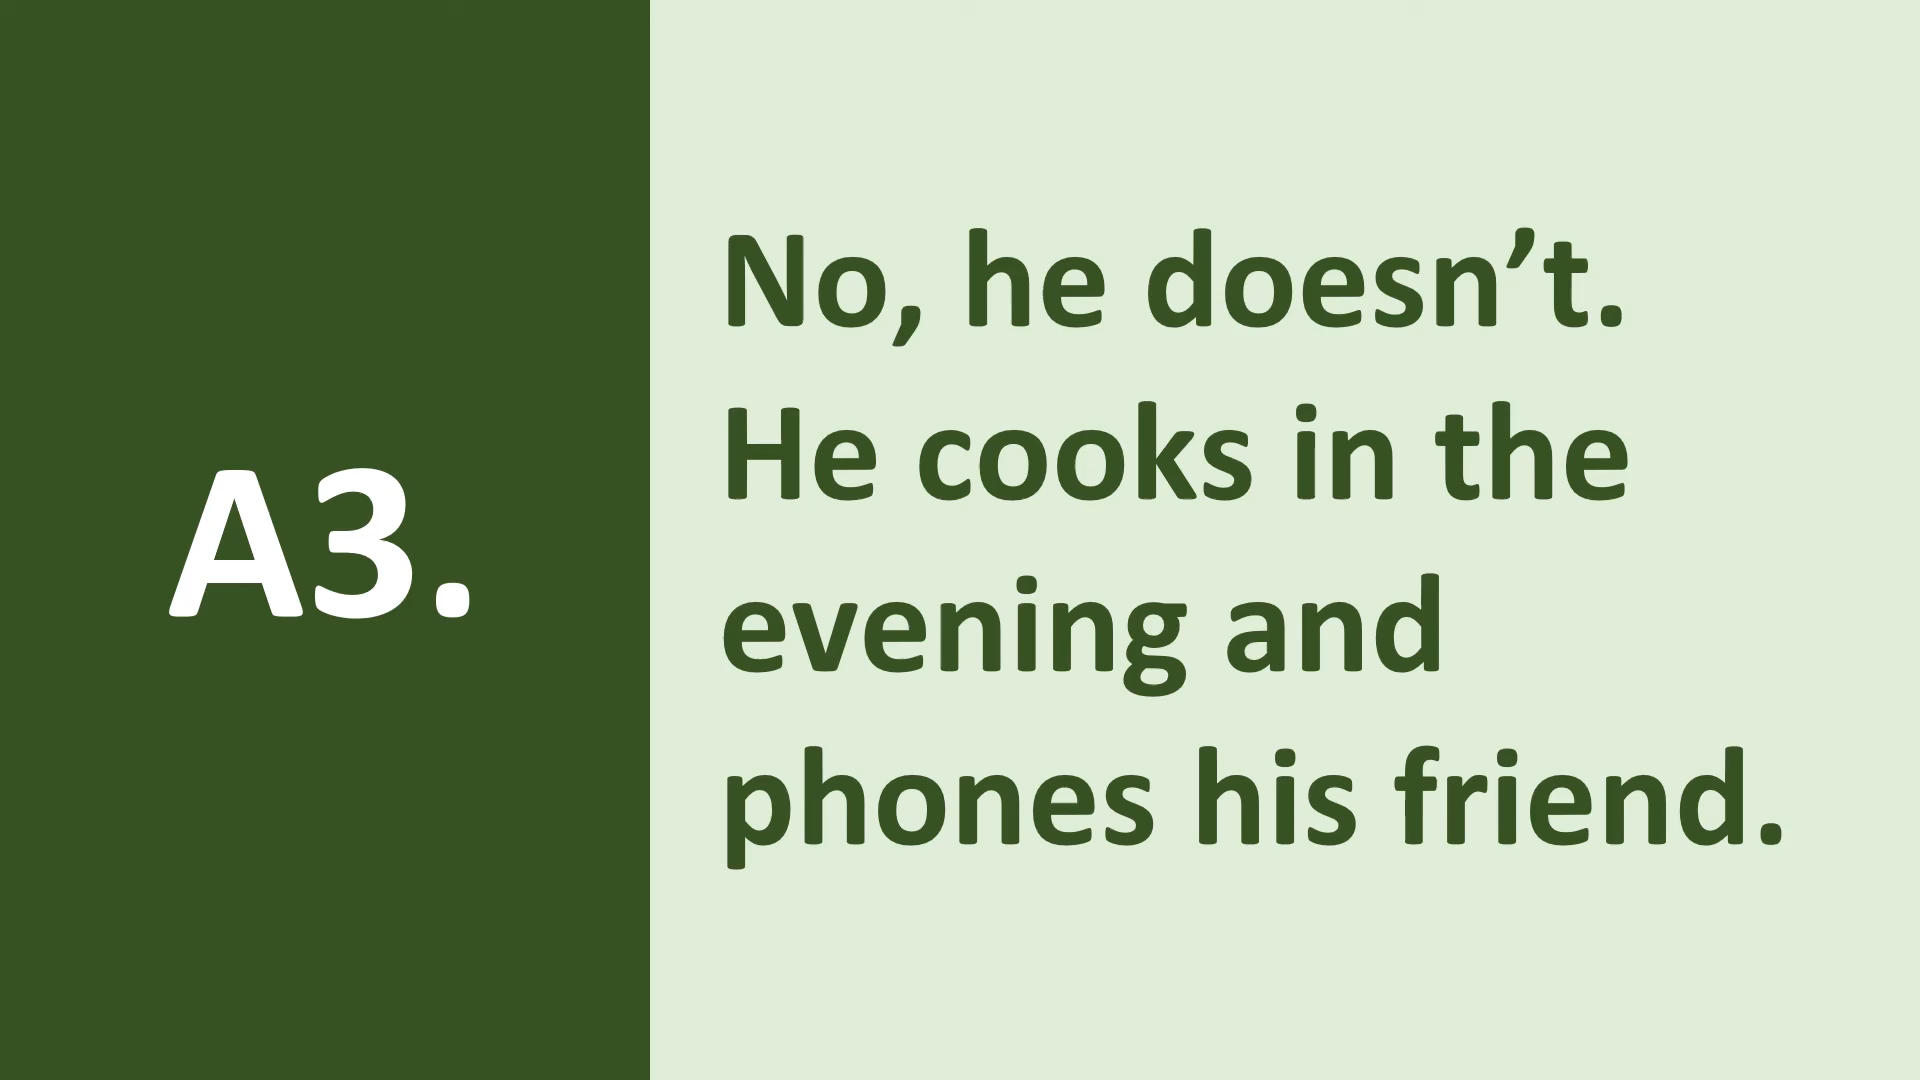 A3.
No, he doesn’t.
He cooks in the
evening and
phones his friend.